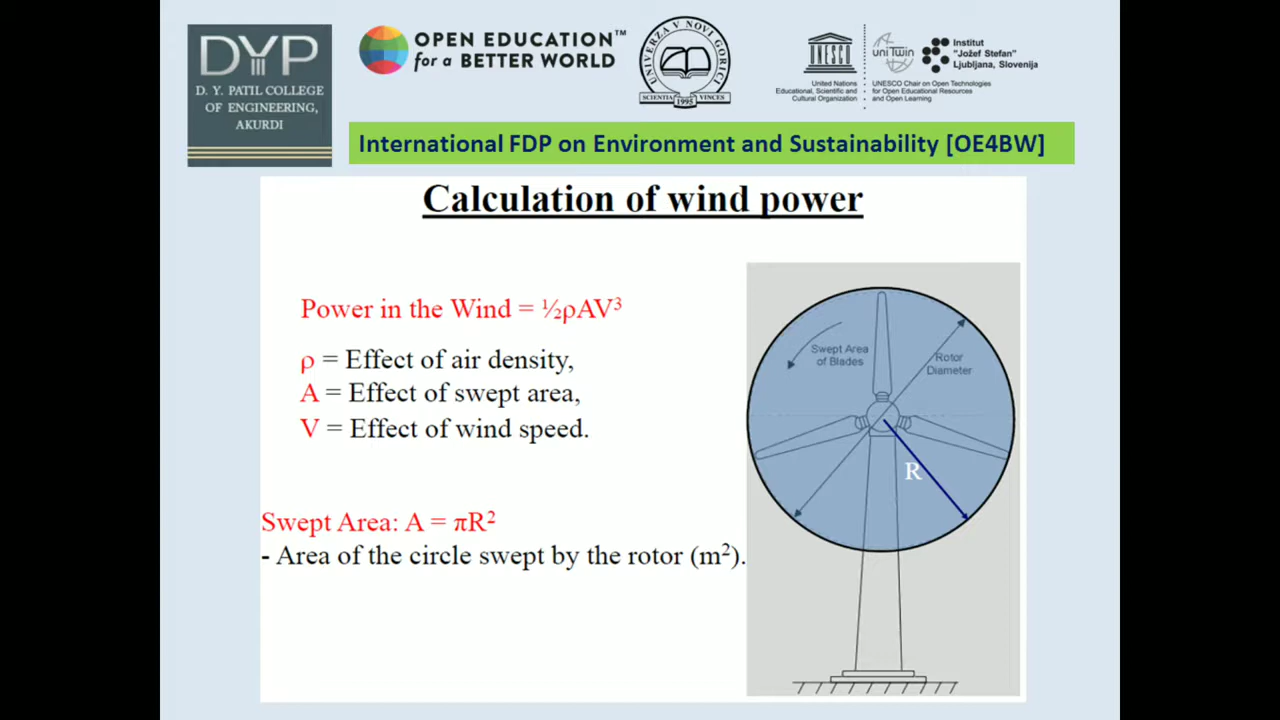 DYP
D. Y. PATIL COLLEGE
OF ENGINEERING,
AKURDI
OPEN EDUCATION™
for a BETTER WORLD
UNIVERZA V NOVI GORICI
SCIENTIA VINCES
1995
UNESCO
United Nations
Educational, Scientific and
Cultural Organization
uniTwin
Institut
"Jožef Stefan"
Ljubljana, Slovenija
UNESCO Chair on Open Technologies
for Open Educational Resources
and Open Learning
International FDP on Environment and Sustainability [OE4BW]
Calculation of wind power
Power in the Wind = ½ρAV³
ρ = Effect of air density,
A = Effect of swept area,
V = Effect of wind speed.
Swept Area: A = πR²
- Area of the circle swept by the rotor (m²).
Swept Area
of Blades
Rotor
Diameter
R